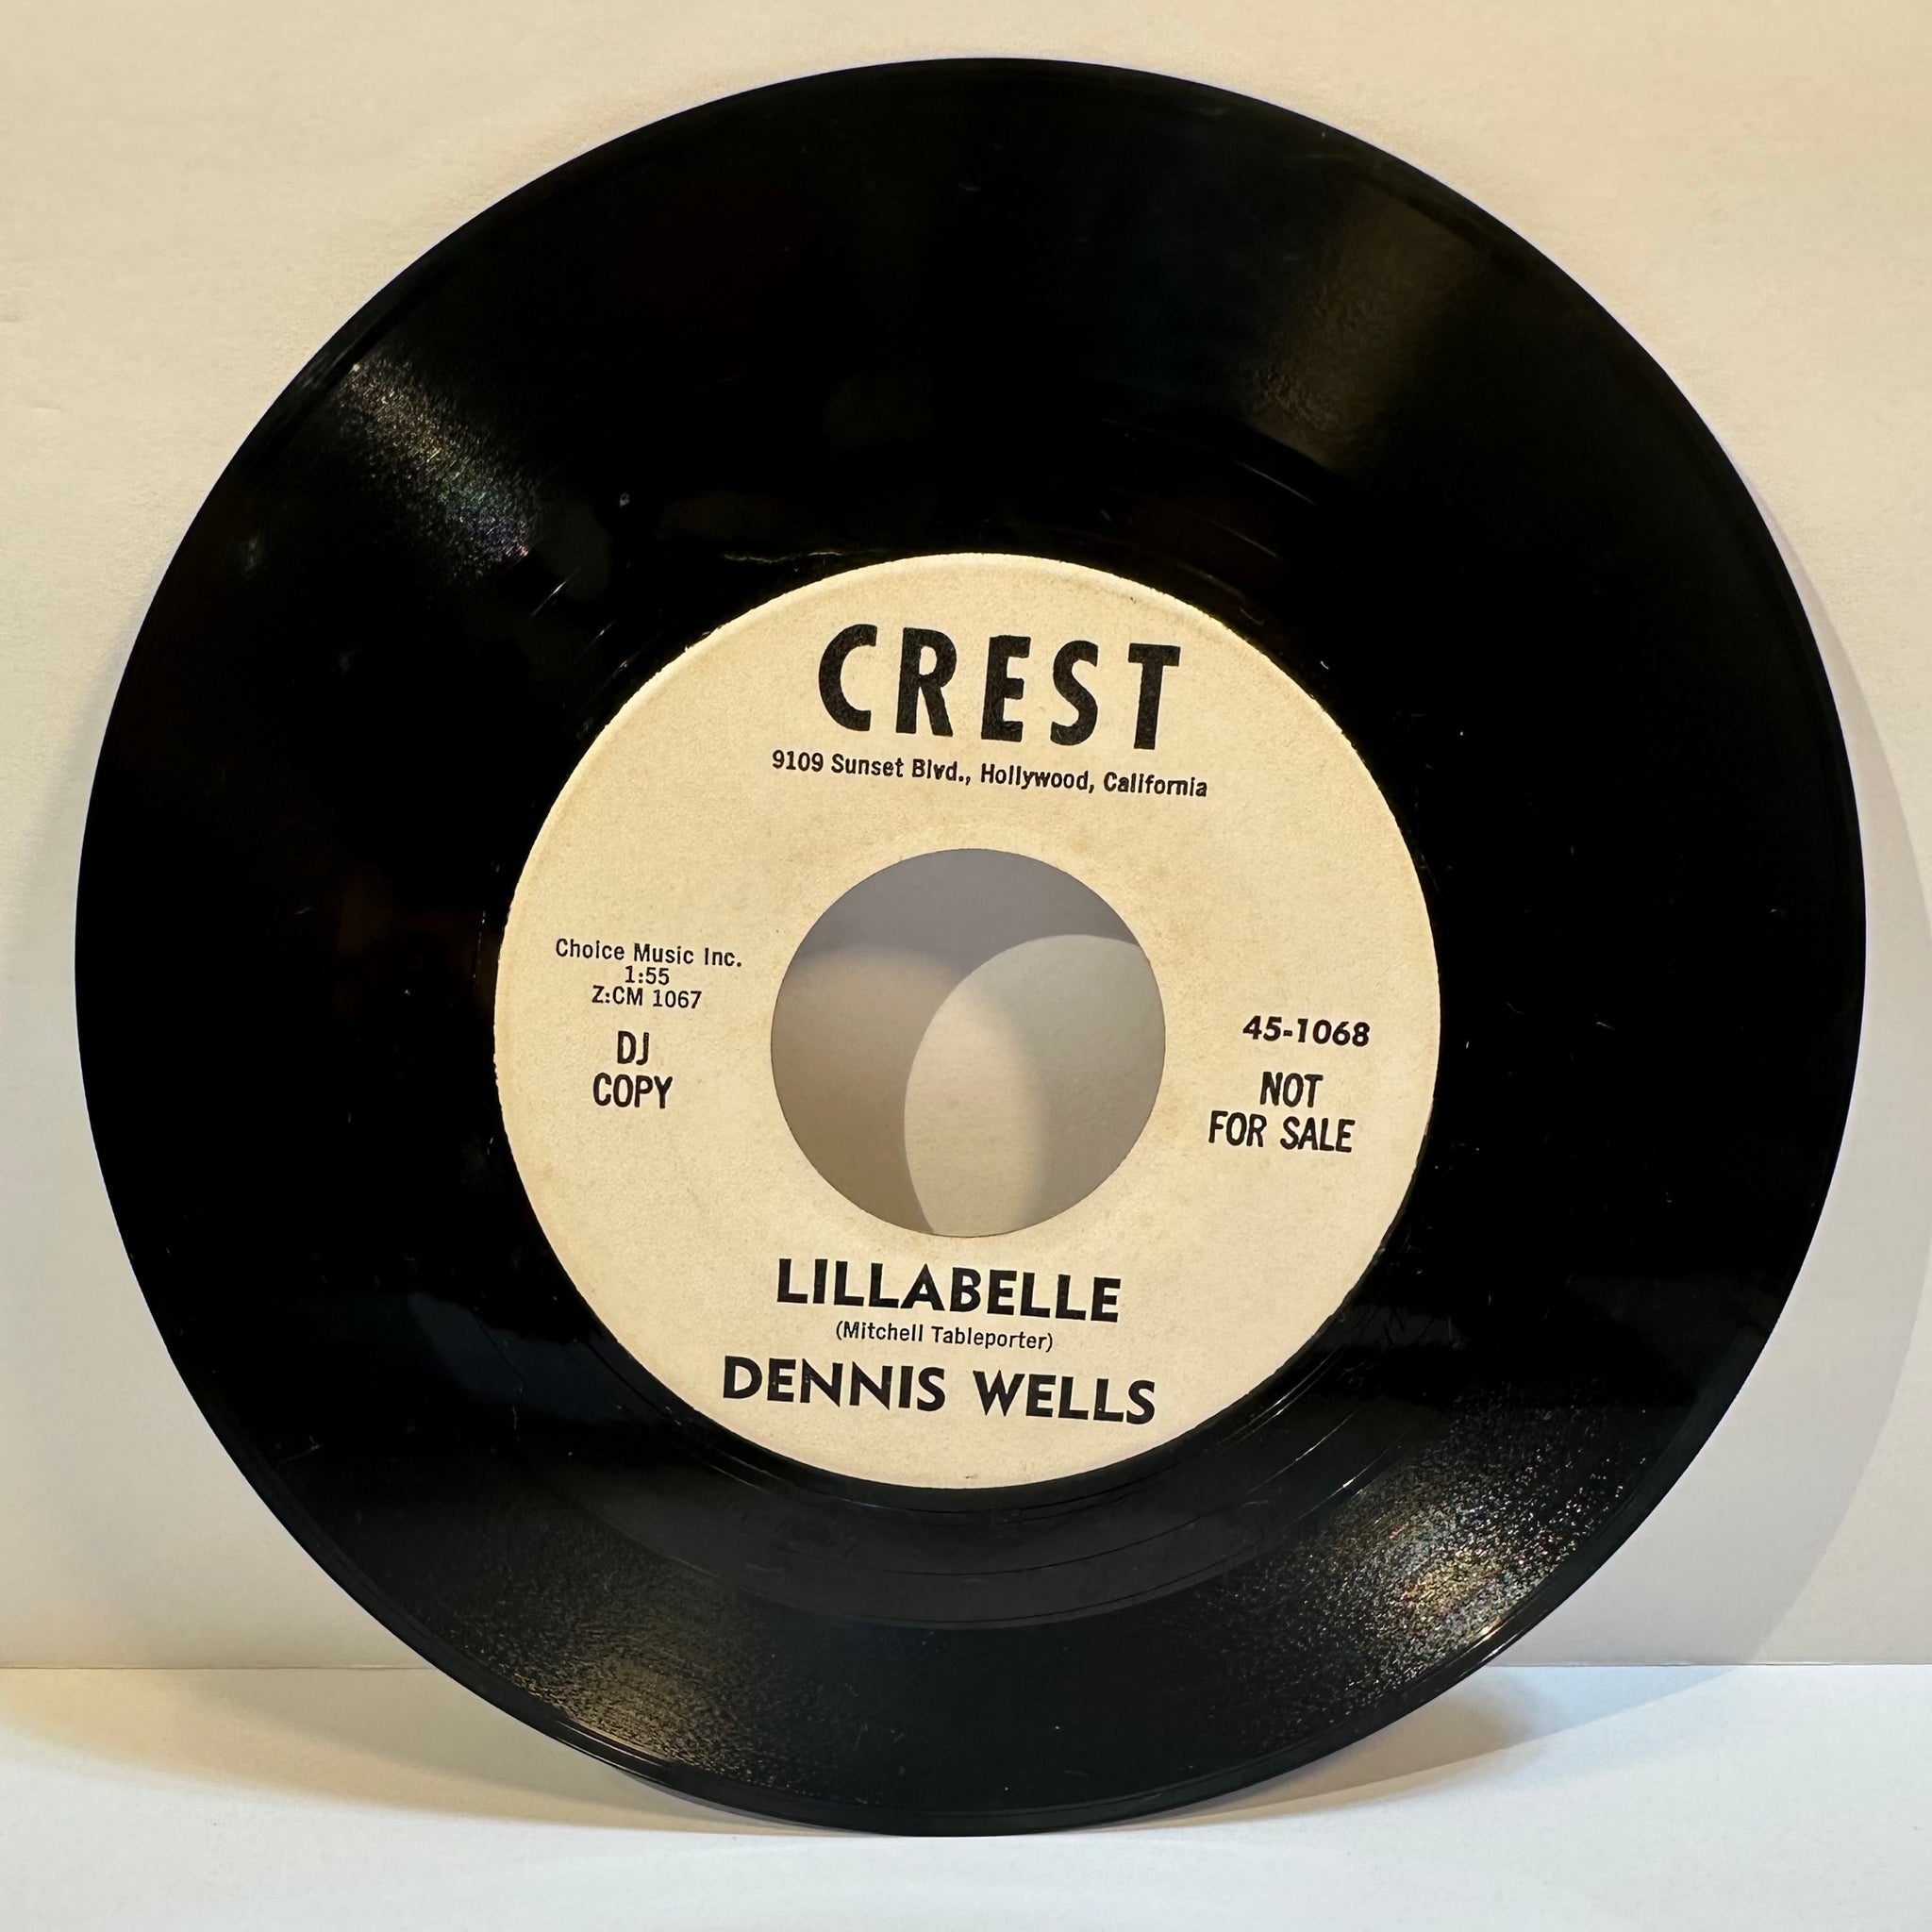 CREST
9109 Sunset Blvd., Hollywood, California
Choice Music Inc.
1:55
Z:CM 1067
DJ
COPY
45-1068
NOT
FOR SALE
LILLABELLE
(Mitchell Tableporter)
DENNIS WELLS